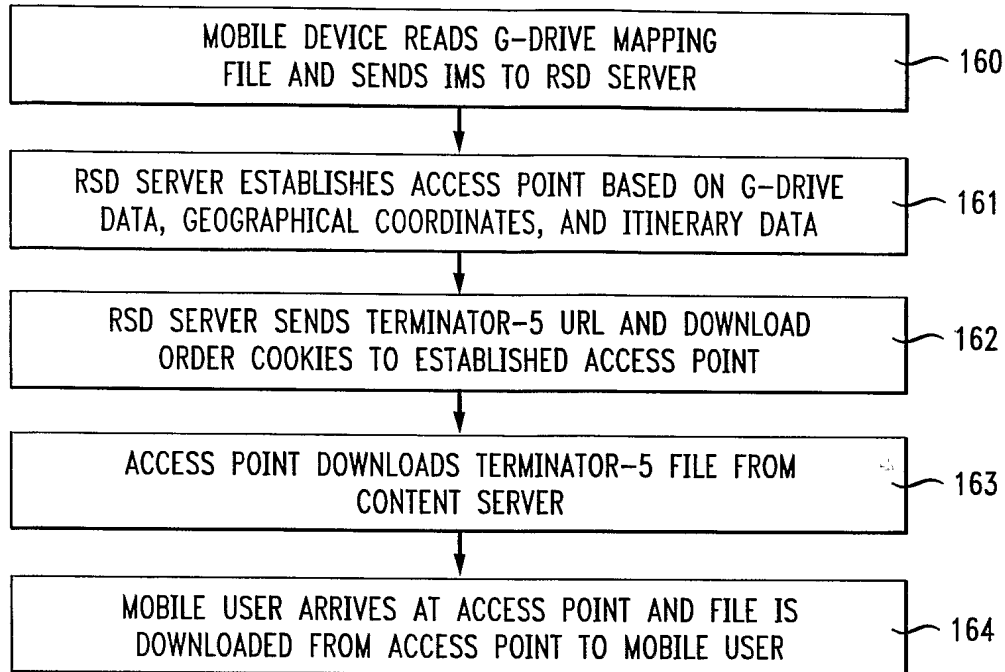 MOBILE DEVICE READS G-DRIVE MAPPING
FILE AND SENDS IMS TO RSD SERVER
160
RSD SERVER ESTABLISHES ACCESS POINT BASED ON G-DRIVE
DATA, GEOGRAPHICAL COORDINATES, AND ITINERARY DATA
161
RSD SERVER SENDS TERMINATOR-5 URL AND DOWNLOAD
ORDER COOKIES TO ESTABLISHED ACCESS POINT
162
ACCESS POINT DOWNLOADS TERMINATOR-5 FILE FROM
CONTENT SERVER
163
MOBILE USER ARRIVES AT ACCESS POINT AND FILE IS
DOWNLOADED FROM ACCESS POINT TO MOBILE USER
164